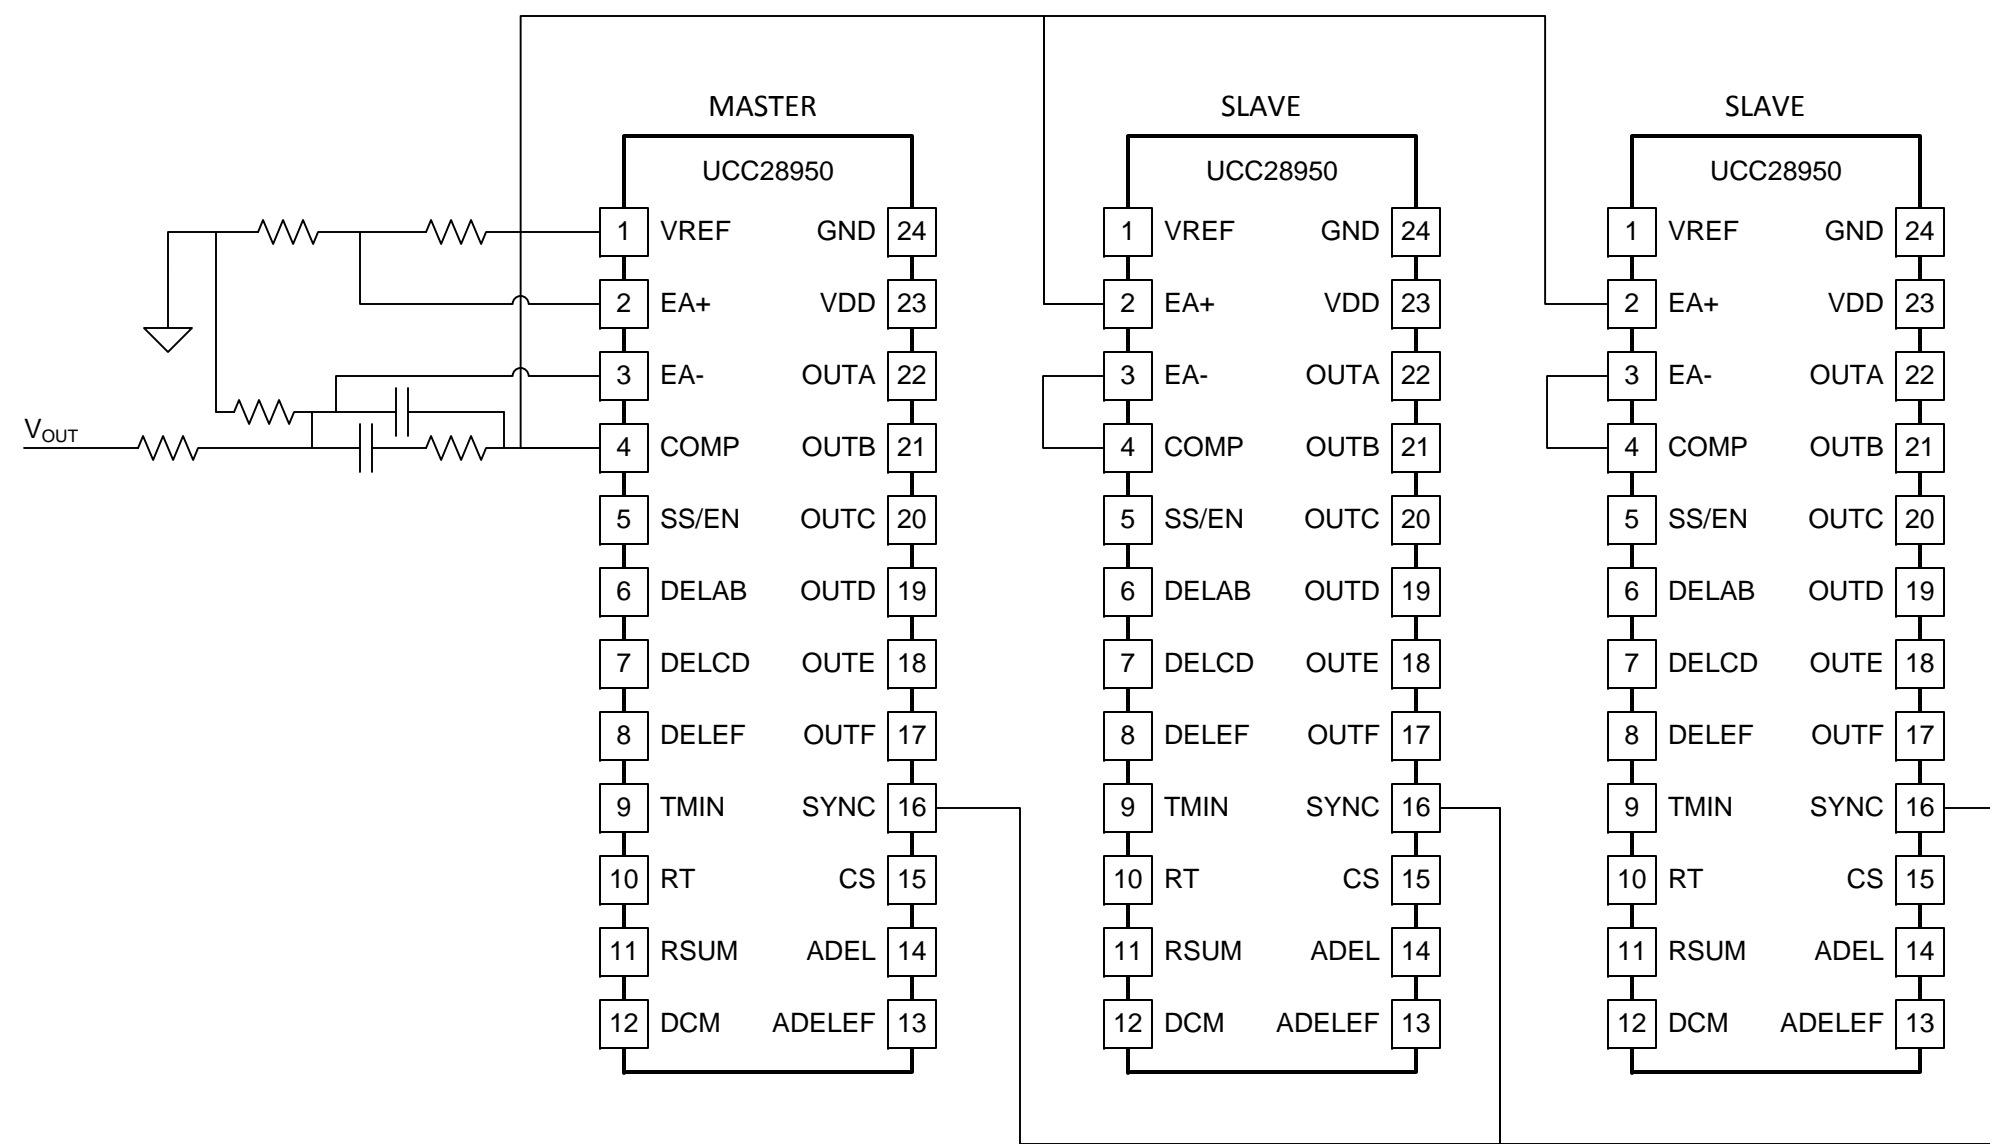 MASTER SLAVE SLAVE
UCC28950 UCC28950 UCC28950
1 VREF GND 24 1 VREF GND 24 1 VREF GND 24
2 EA+ VDD 23 2 EA+ VDD 23 2 EA+ VDD 23
3 EA- OUTA 22 3 EA- OUTA 22 3 EA- OUTA 22
VOUT 4 COMP OUTB 21 4 COMP OUTB 21 4 COMP OUTB 21
5 SS/EN OUTC 20 5 SS/EN OUTC 20 5 SS/EN OUTC 20
6 DELAB OUTD 19 6 DELAB OUTD 19 6 DELAB OUTD 19
7 DELCD OUTE 18 7 DELCD OUTE 18 7 DELCD OUTE 18
8 DELEF OUTF 17 8 DELEF OUTF 17 8 DELEF OUTF 17
9 TMIN SYNC 16 9 TMIN SYNC 16 9 TMIN SYNC 16
10 RT CS 15 10 RT CS 15 10 RT CS 15
11 RSUM ADEL 14 11 RSUM ADEL 14 11 RSUM ADEL 14
12 DCM ADELEF 13 12 DCM ADELEF 13 12 DCM ADELEF 13